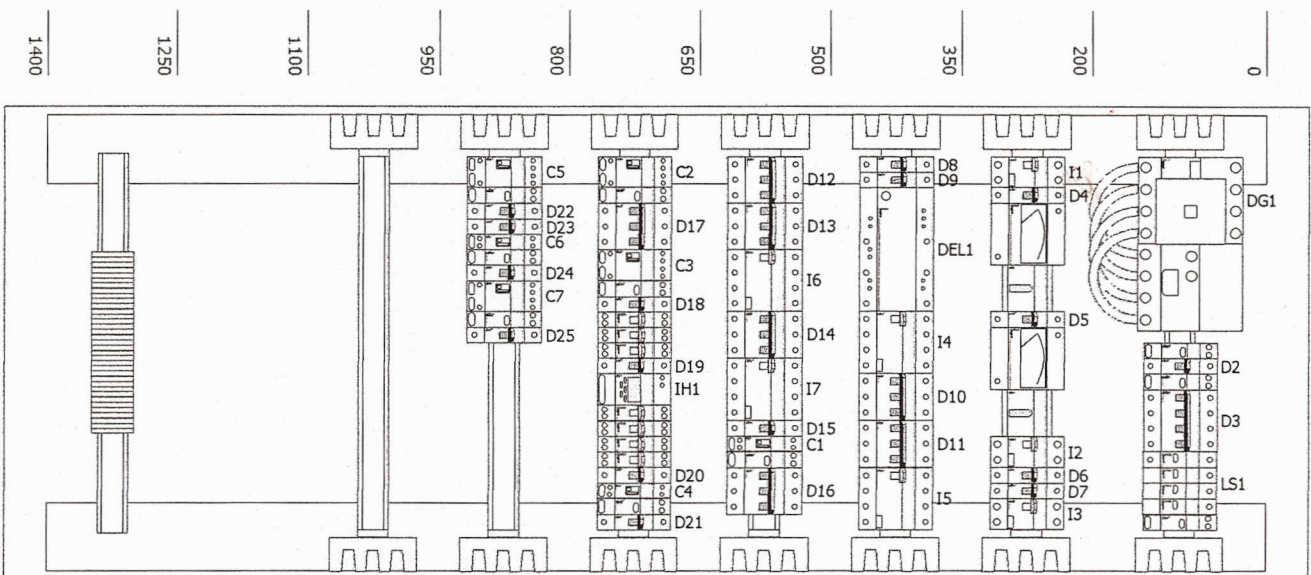 1400
1250
1100
950
800
650
500
350
200
0
C5
D22
D23
C6
D24
C7
D25
C2
D17
C3
D18
D19
IH1
D20
C4
D21
D12
D13
I6
D14
I7
D15
C1
D16
D8
D9
DEL1
I4
D10
D11
I5
I1
D4
D5
I2
D6
D7
I3
DG1
D2
D3
LS1